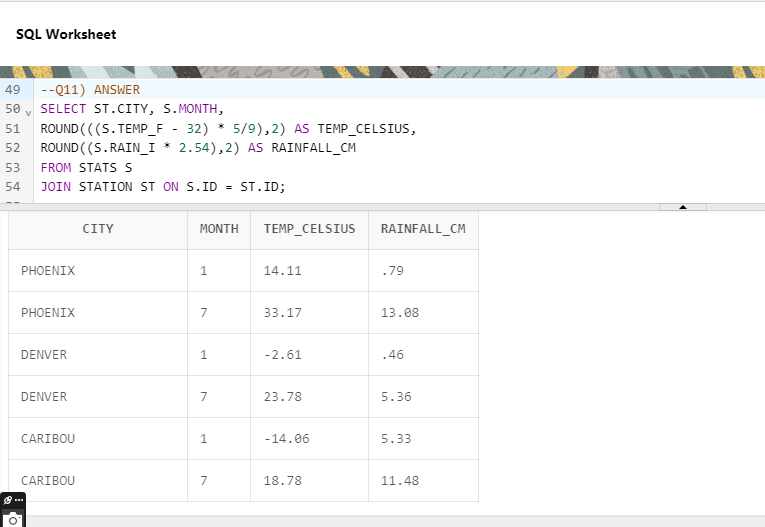 SQL Worksheet
49 --Q11) ANSWER
50 SELECT ST.CITY, S.MONTH,
51 ROUND(((S.TEMP_F - 32) * 5/9),2) AS TEMP_CELSIUS,
52 ROUND((S.RAIN_I * 2.54),2) AS RAINFALL_CM
53 FROM STATS S
54 JOIN STATION ST ON S.ID = ST.ID;
CITY MONTH TEMP_CELSIUS RAINFALL_CM
PHOENIX 1 14.11 .79
PHOENIX 7 33.17 13.08
DENVER 1 -2.61 .46
DENVER 7 23.78 5.36
CARIBOU 1 -14.06 5.33
CARIBOU 7 18.78 11.48